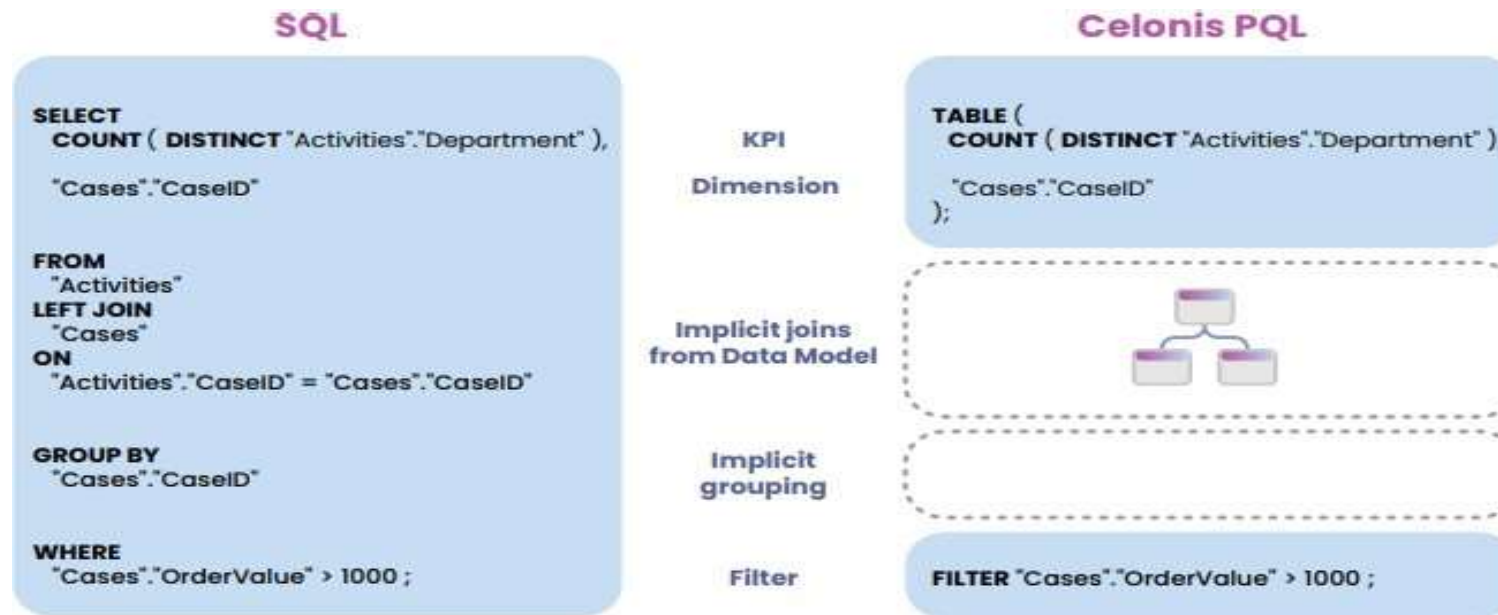 SQL
SELECT
COUNT ( DISTINCT "Activities"."Department" ),
"Cases"."CaseID"
FROM
"Activities"
LEFT JOIN
"Cases"
ON
"Activities"."CaseID" = "Cases"."CaseID"
GROUP BY
"Cases"."CaseID"
WHERE
"Cases"."OrderValue" > 1000 ;
KPI
Dimension
Implicit joins
from Data Model
Implicit
grouping
Filter
Celonis PQL
TABLE (
COUNT ( DISTINCT "Activities"."Department" )
"Cases"."CaseID"
);
FILTER "Cases"."OrderValue" > 1000 ;